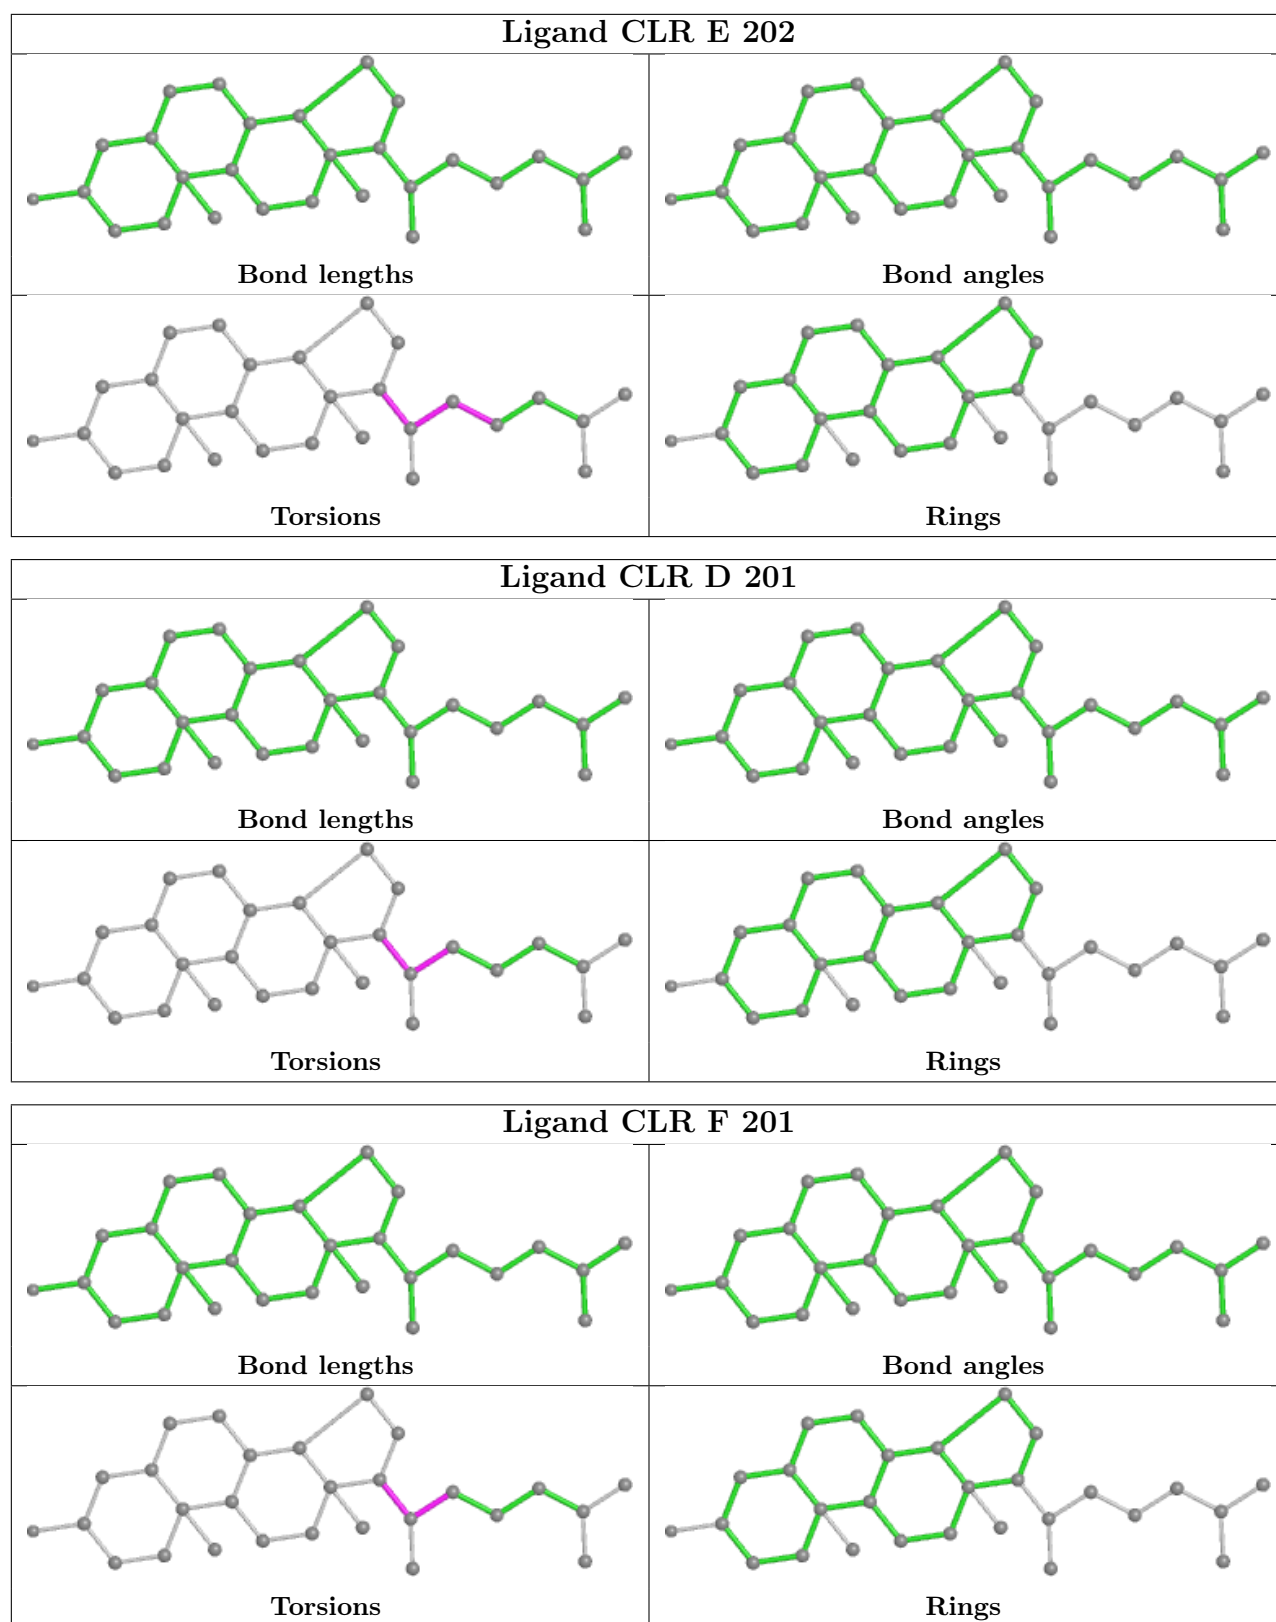 Ligand CLR E 202
Bond lengths
Bond angles
Torsions
Rings
Ligand CLR D 201
Bond lengths
Bond angles
Torsions
Rings
Ligand CLR F 201
Bond lengths
Bond angles
Torsions
Rings